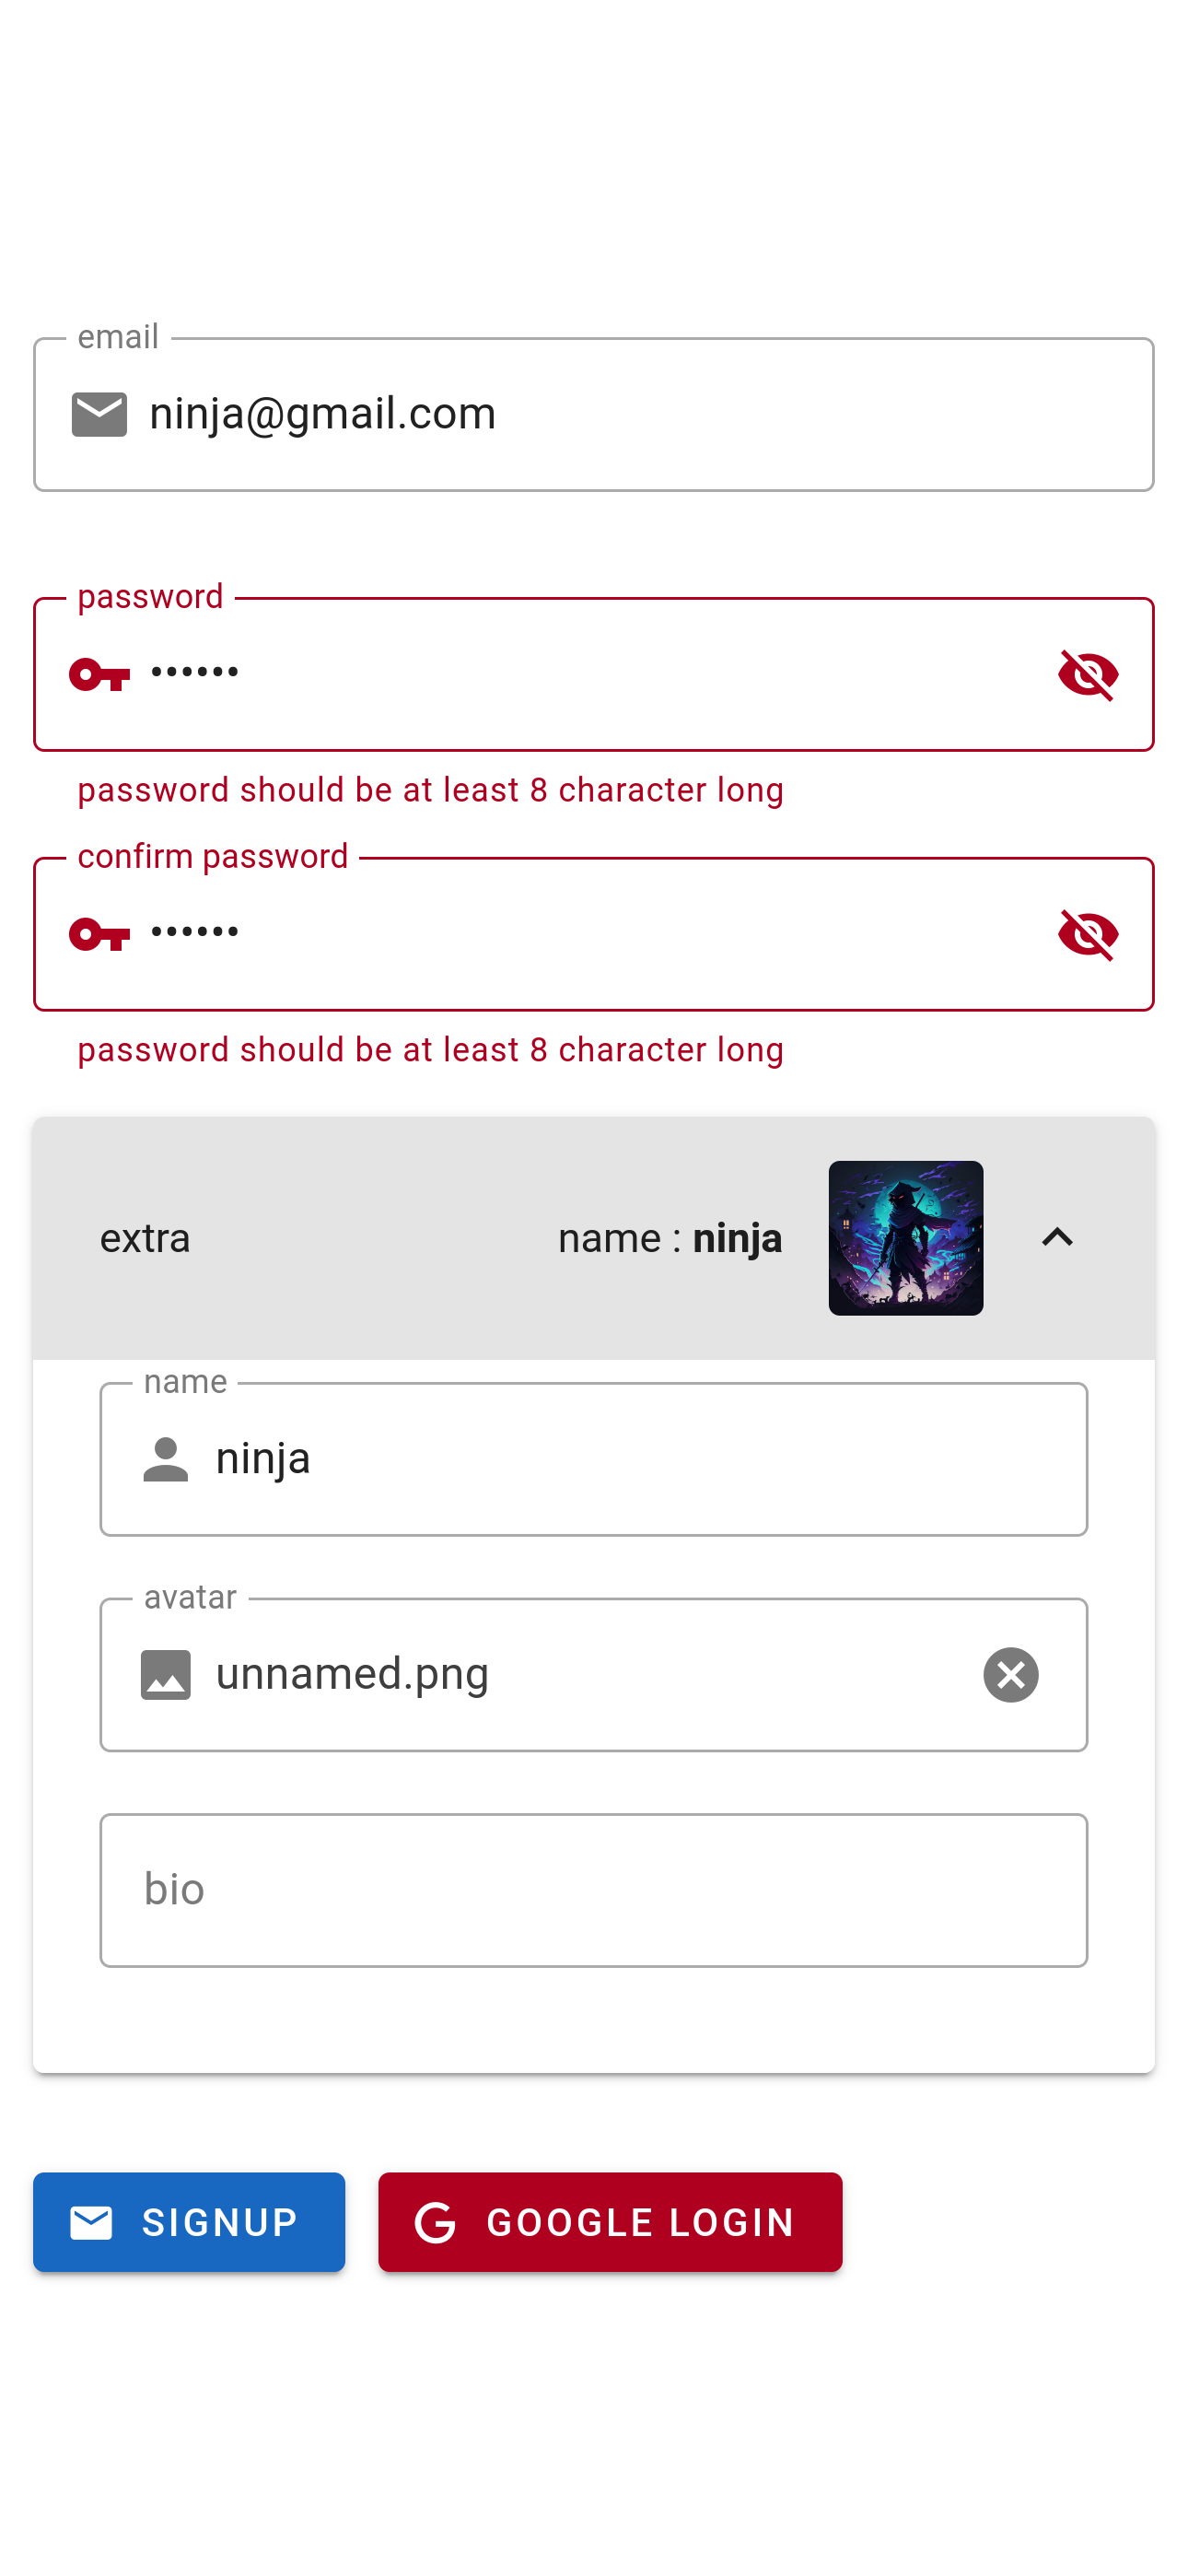 email
ninja@gmail.com
password
••••••
password should be at least 8 character long
confirm password
••••••
password should be at least 8 character long
extra name : ninja
name
ninja
avatar
unnamed.png
bio
SIGNUP GOOGLE LOGIN